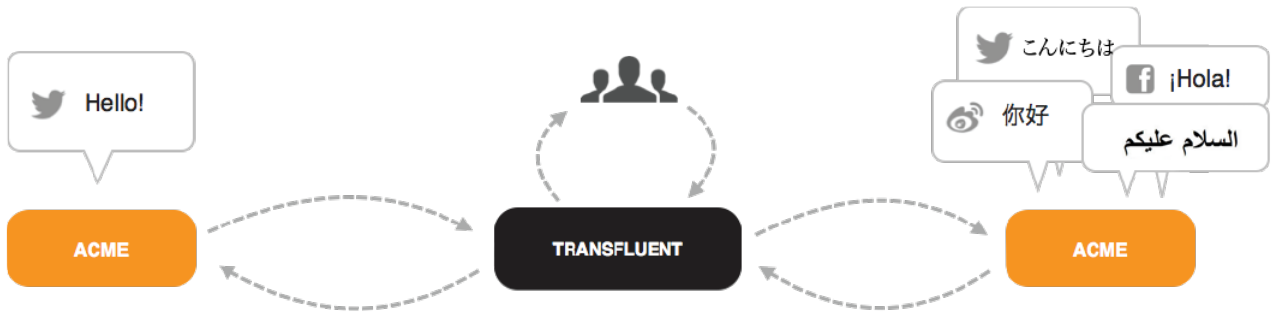 Hello!
ACME
TRANSFLUENT
こんにちは
¡Hola!
你好
السلام عليكم
ACME